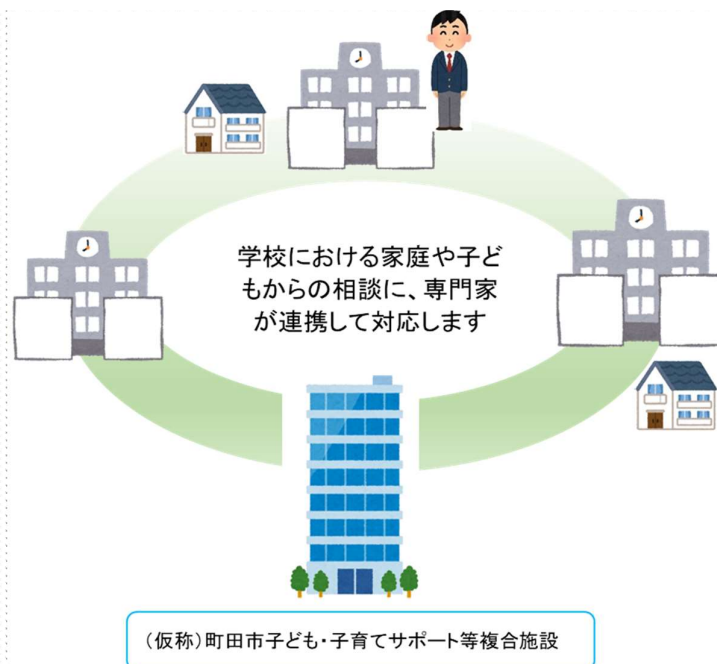 学校における家庭や子ど
もからの相談に、専門家
が連携して対応します
（仮称）町田市子ども・子育てサポート等複合施設